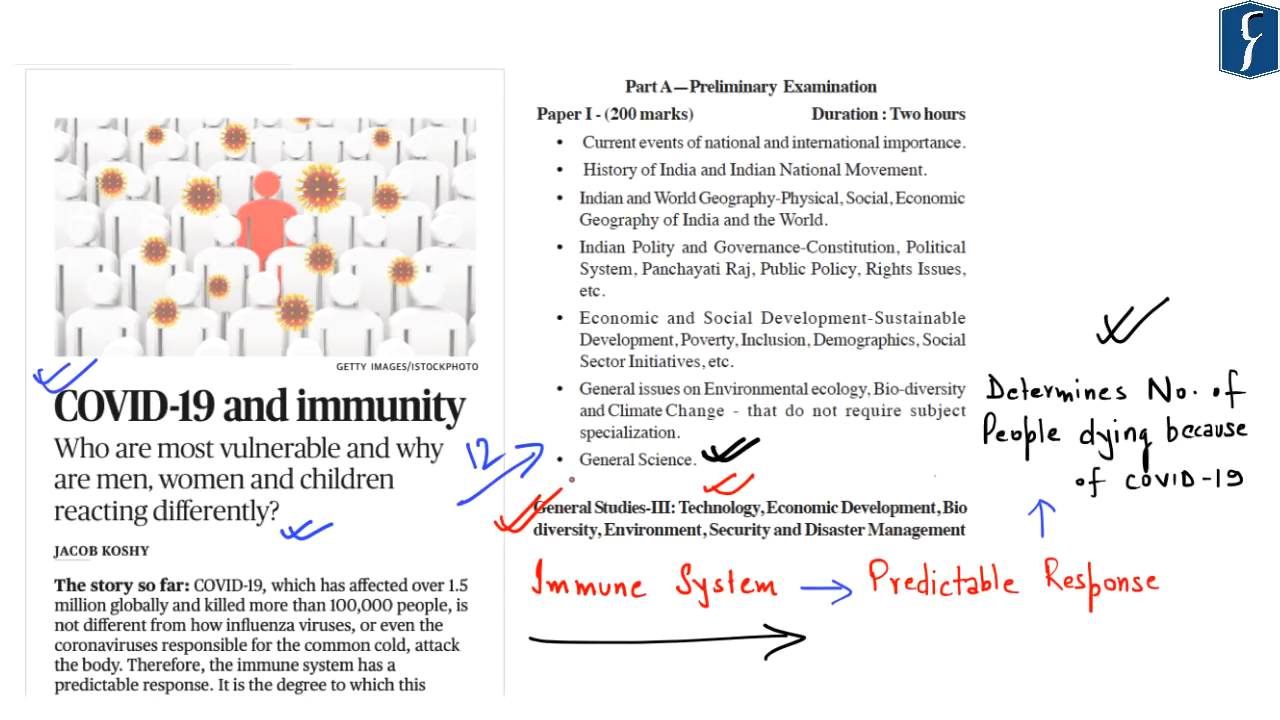 GETTY IMAGES/ISTOCKPHOTO
COVID-19 and immunity
Who are most vulnerable and why
are men, women and children
reacting differently?
JACOB KOSHY
The story so far: COVID-19, which has affected over 1.5
million globally and killed more than 100,000 people, is
not different from how influenza viruses, or even the
coronaviruses responsible for the common cold, attack
the body. Therefore, the immune system has a
predictable response. It is the degree to which this
12
Part A—Preliminary Examination
Paper I - (200 marks) Duration : Two hours
• Current events of national and international importance.
• History of India and Indian National Movement.
• Indian and World Geography-Physical, Social, Economic
Geography of India and the World.
• Indian Polity and Governance-Constitution, Political
System, Panchayati Raj, Public Policy, Rights Issues,
etc.
• Economic and Social Development-Sustainable
Development, Poverty, Inclusion, Demographics, Social
Sector Initiatives, etc.
• General issues on Environmental ecology, Bio-diversity
and Climate Change - that do not require subject
specialization.
• General Science.
General Studies-III: Technology, Economic Development, Bio
diversity, Environment, Security and Disaster Management
Immune System → Predictable Response
Determines No. of
People dying because
of COVID-19